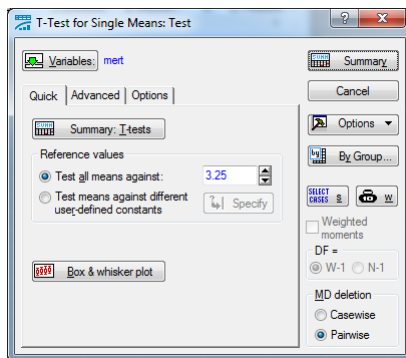 T-Test for Single Means: Test
Variables: mert
Summary
Cancel
Options
By Group...
SELECT CASES S W
Weighted moments
DF =
W-1 N-1
MD deletion
Casewise
Pairwise
Quick Advanced Options
Summary: T-tests
Reference values
Test all means against: 3.25
Test means against different
user-defined constants
Specify
Box & whisker plot